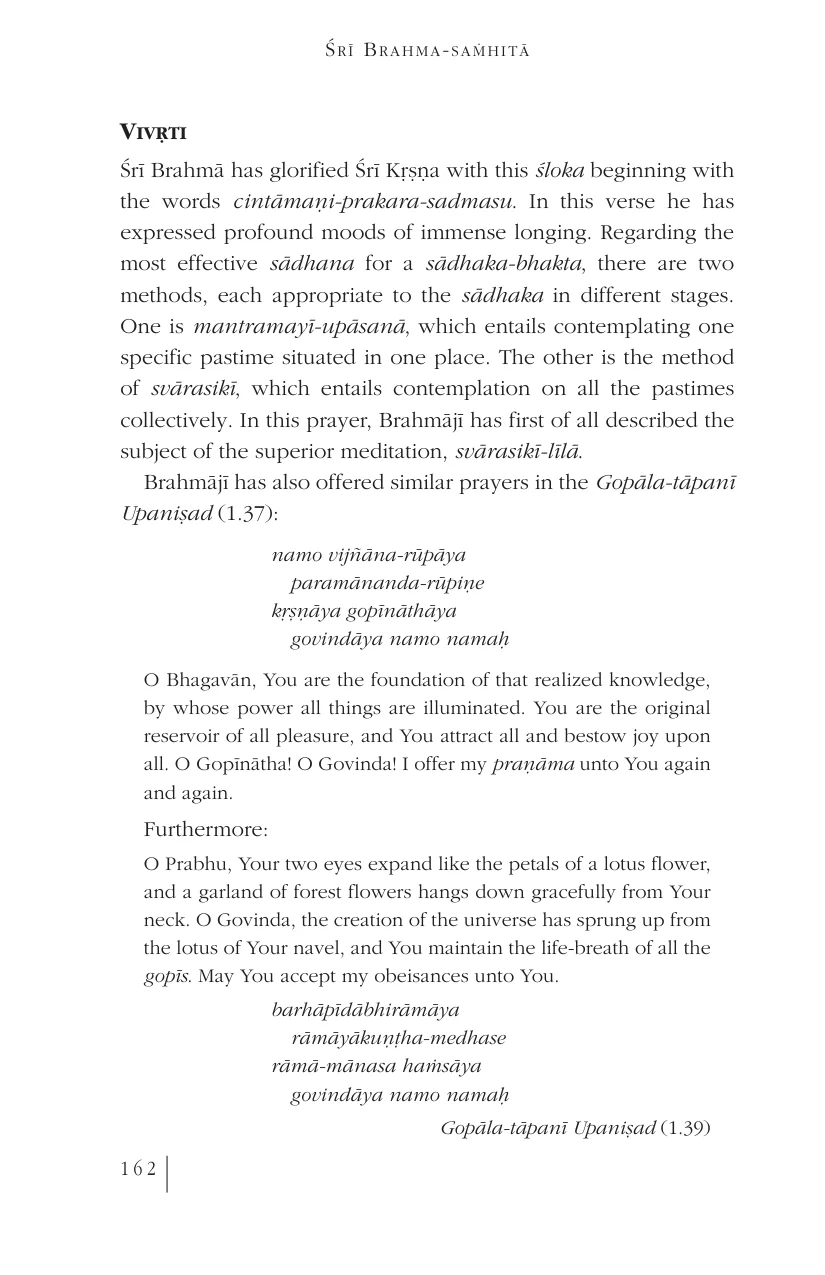 Śrī Brahma-saṁhitā
Vivṛti
Śrī Brahmā has glorified Śrī Kṛṣṇa with this śloka beginning with
the words cintāmaṇi-prakara-sadmasu. In this verse he has
expressed profound moods of immense longing. Regarding the
most effective sādhana for a sādhaka-bhakta, there are two
methods, each appropriate to the sādhaka in different stages.
One is mantramayī-upāsanā, which entails contemplating one
specific pastime situated in one place. The other is the method
of svārasikī, which entails contemplation on all the pastimes
collectively. In this prayer, Brahmājī has first of all described the
subject of the superior meditation, svārasikī-līlā.
Brahmājī has also offered similar prayers in the Gopāla-tāpanī
Upaniṣad (1.37):
namo vijñāna-rūpāya
paramānanda-rūpiṇe
kṛṣṇāya gopīnāthāya
govindāya namo namaḥ
O Bhagavān, You are the foundation of that realized knowledge,
by whose power all things are illuminated. You are the original
reservoir of all pleasure, and You attract all and bestow joy upon
all. O Gopīnātha! O Govinda! I offer my praṇāma unto You again
and again.
Furthermore:
O Prabhu, Your two eyes expand like the petals of a lotus flower,
and a garland of forest flowers hangs down gracefully from Your
neck. O Govinda, the creation of the universe has sprung up from
the lotus of Your navel, and You maintain the life-breath of all the
gopīs. May You accept my obeisances unto You.
barhāpīdābhirāmāya
rāmāyākuṇṭha-medhase
rāmā-mānasa haṁsāya
govindāya namo namaḥ
Gopāla-tāpanī Upaniṣad (1.39)
162